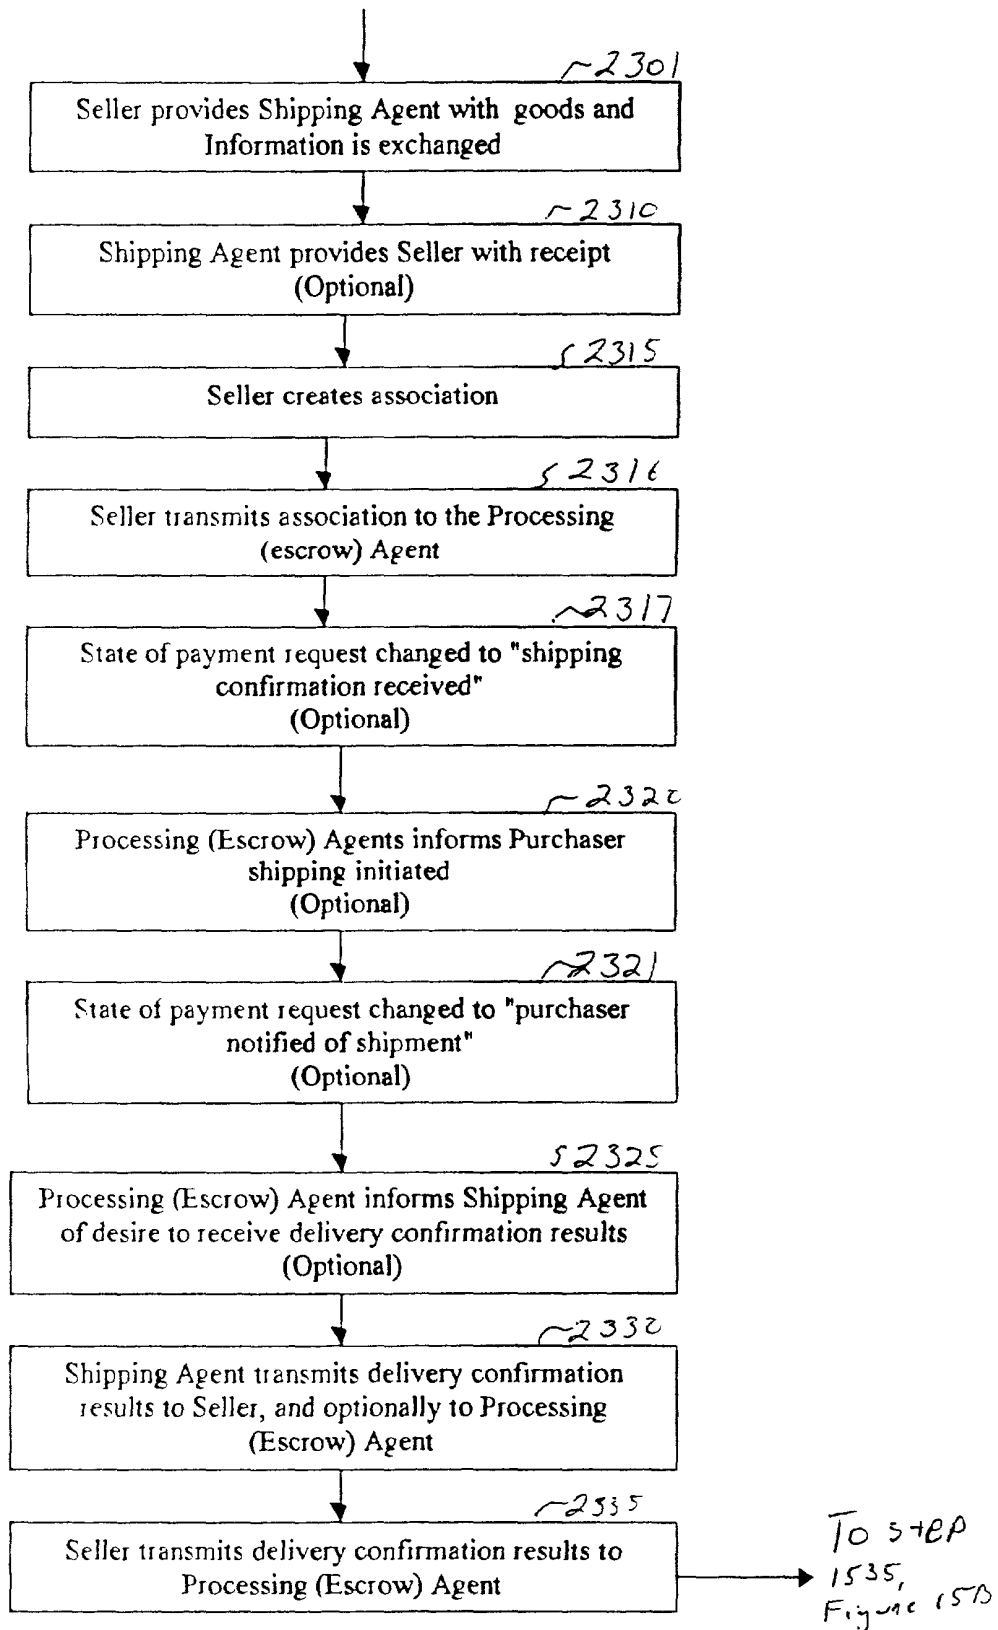 2301
Seller provides Shipping Agent with goods and
Information is exchanged
2310
Shipping Agent provides Seller with receipt
(Optional)
2315
Seller creates association
2316
Seller transmits association to the Processing
(escrow) Agent
2317
State of payment request changed to "shipping
confirmation received"
(Optional)
2320
Processing (Escrow) Agents informs Purchaser
shipping initiated
(Optional)
2321
State of payment request changed to "purchaser
notified of shipment"
(Optional)
2325
Processing (Escrow) Agent informs Shipping Agent
of desire to receive delivery confirmation results
(Optional)
2330
Shipping Agent transmits delivery confirmation
results to Seller, and optionally to Processing
(Escrow) Agent
2335
Seller transmits delivery confirmation results to
Processing (Escrow) Agent
To step
1535,
Figure 15B